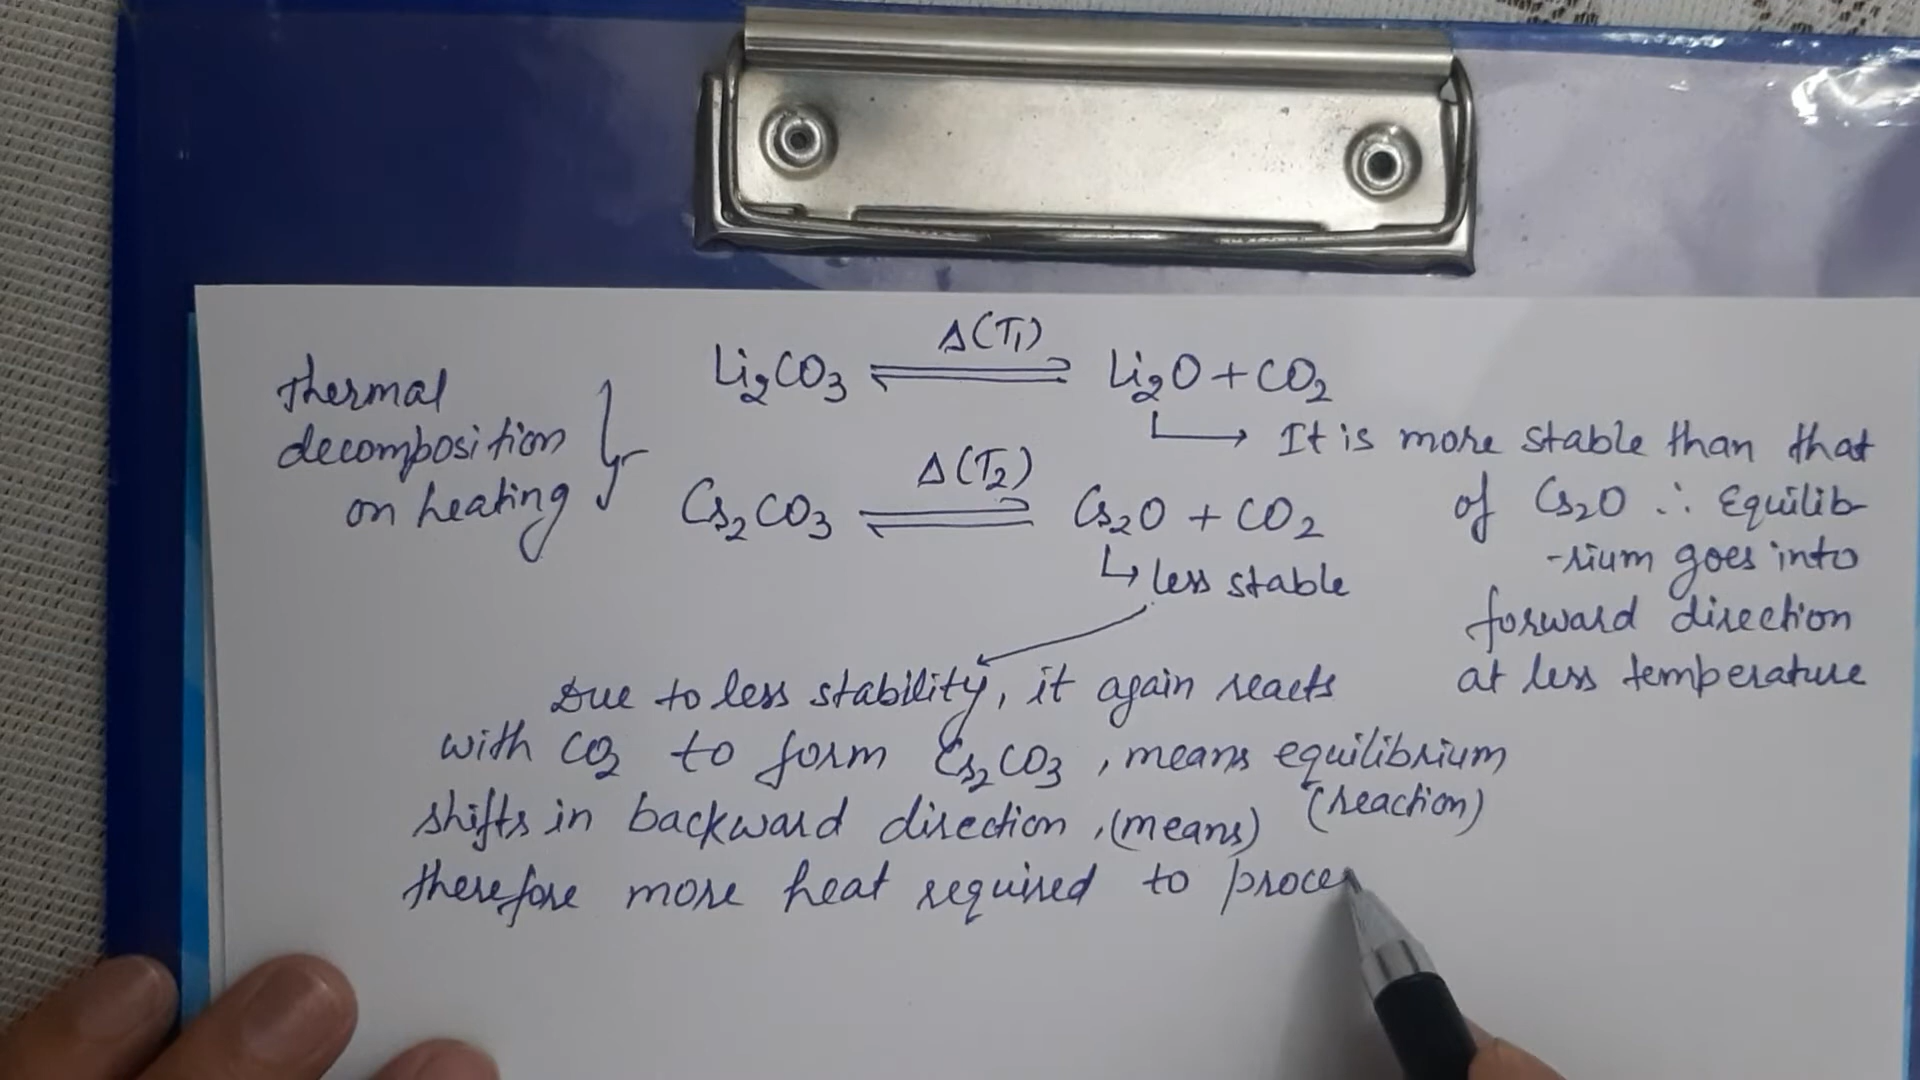 Δ(T1)
thermal
decomposition
on heating
Li2CO3 ⇌ Li2O + CO2
It is more stable than that
of Cs2O ∴ Equilib-
-rium goes into
forward direction
at less temperature
Δ(T2)
Cs2CO3 ⇌ Cs2O + CO2
less stable
Due to less stability, it again reacts
with CO2 to form Cs2CO3, means equilibrium
(reaction)
shifts in backward direction, (means)
therefore more heat required to proce